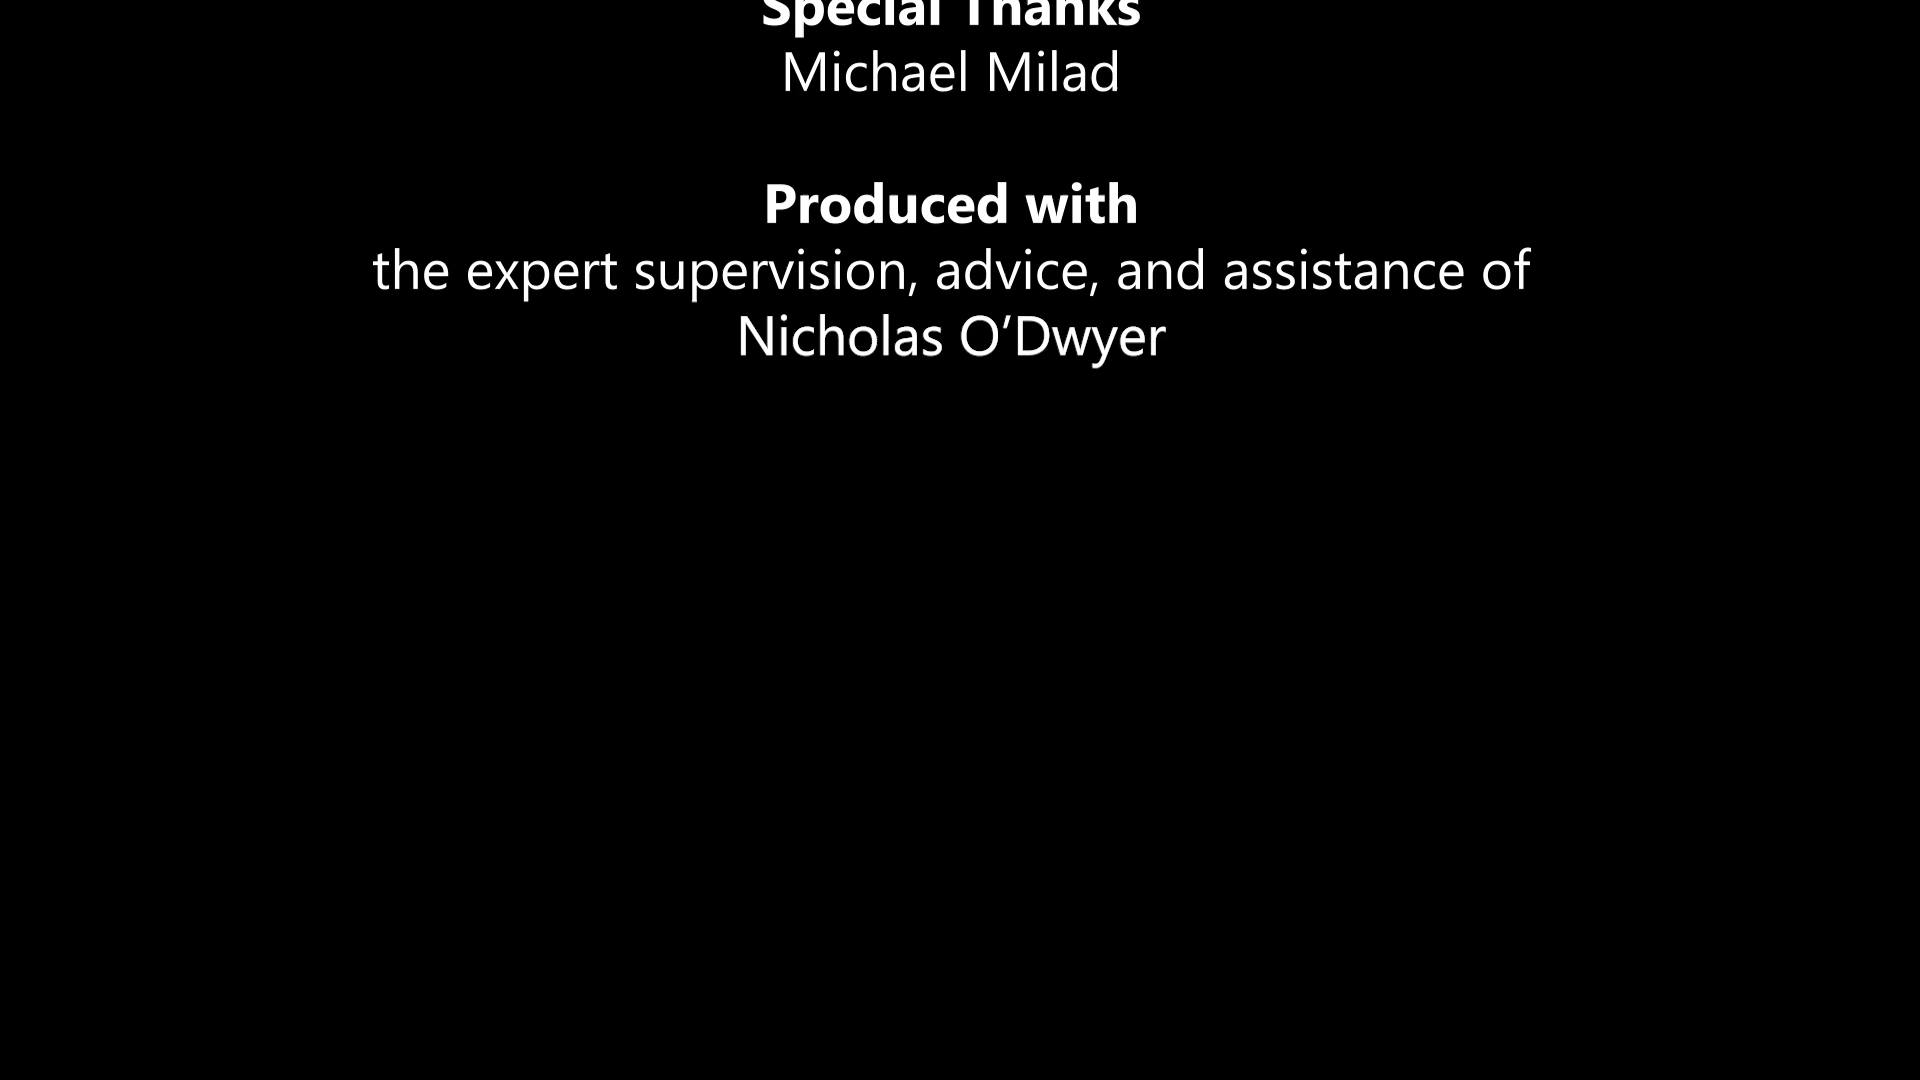 Special Thanks
Michael Milad
Produced with
the expert supervision, advice, and assistance of
Nicholas O’Dwyer